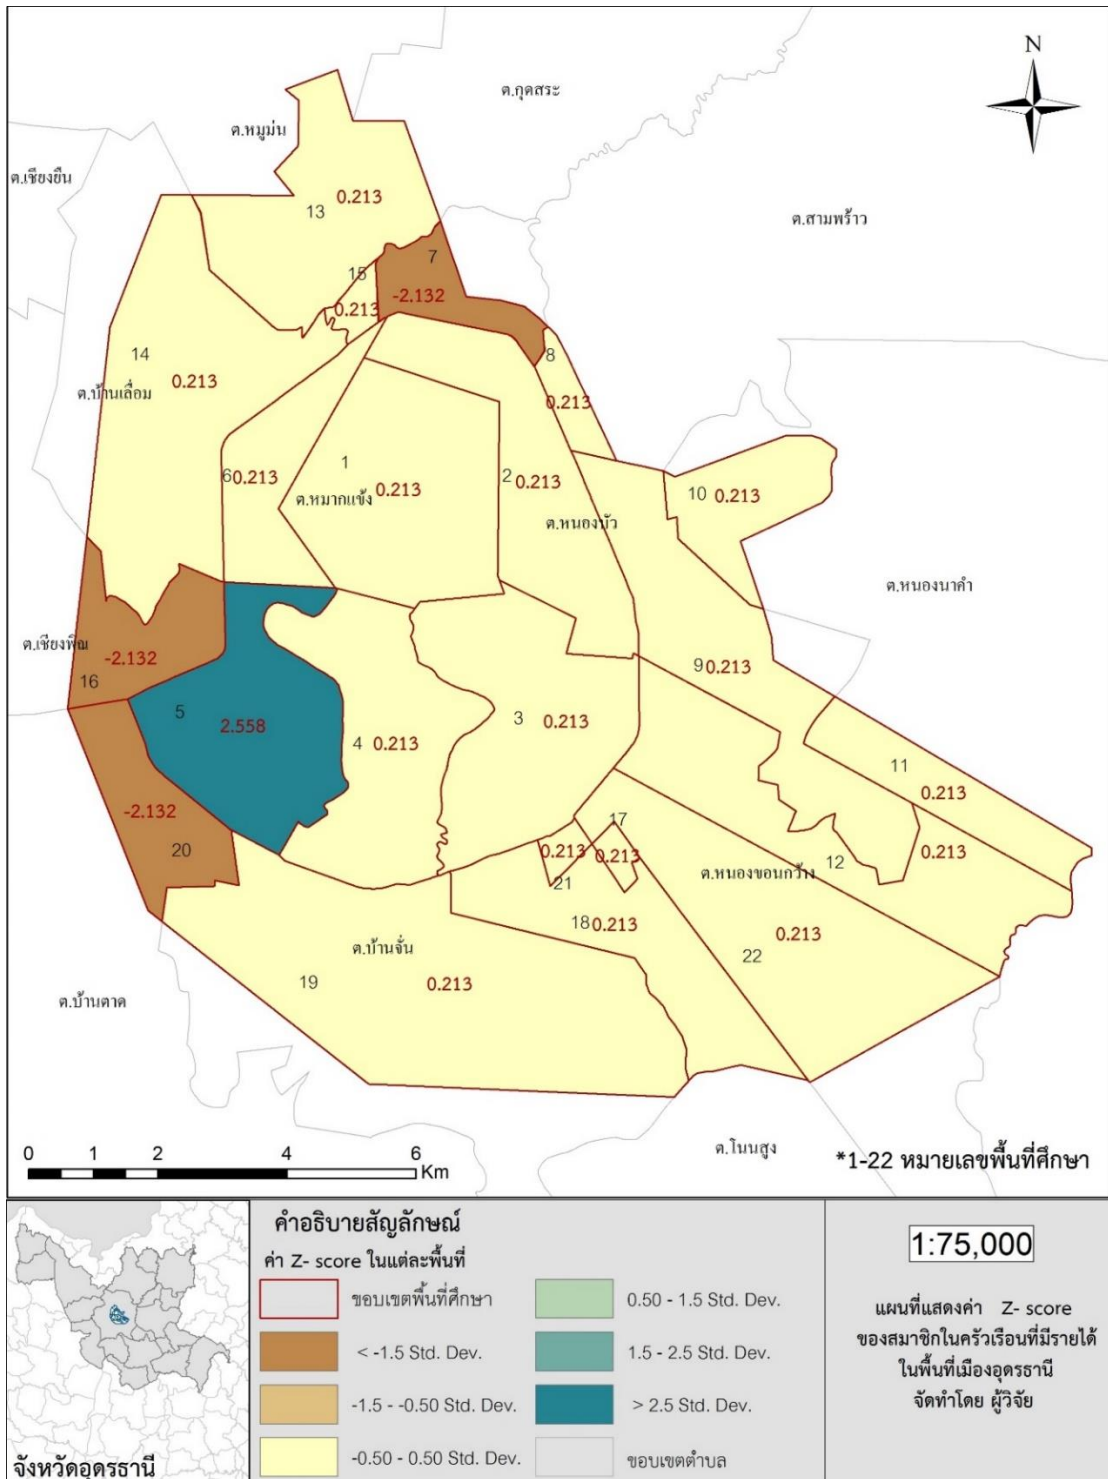 N
ต.กุดสระ
ต.หมูม่น
ต.เชียงยืน
0.213
13
ต.สามพร้าว
7
15
-2.132
0.213
14
8
0.213
ต.บ้านเลื่อม
0.213
1
6
0.213
0.213
2
0.213
10
0.213
ต.หมากแข้ง
ต.หนองบัว
ต.หนองนาคำ
ต.เชียงพิณ
-2.132
16
9
0.213
5
2.558
3
0.213
4
0.213
11
0.213
-2.132
20
17
0.213
0.213
21
0.213
12
ต.หนองขอนกว้าง
18
0.213
0.213
22
ต.บ้านจั่น
19
0.213
ต.บ้านตาด
ต.โนนสูง
0 1 2 4 6
Km
*1-22 หมายเลขพื้นที่ศึกษา
คำอธิบายสัญลักษณ์
ค่า Z- score ในแต่ละพื้นที่
ขอบเขตพื้นที่ศึกษา
< -1.5 Std. Dev.
-1.5 - -0.50 Std. Dev.
-0.50 - 0.50 Std. Dev.
0.50 - 1.5 Std. Dev.
1.5 - 2.5 Std. Dev.
> 2.5 Std. Dev.
ขอบเขตตำบล
1:75,000
แผนที่แสดงค่า Z- score
ของสมาชิกในครัวเรือนที่มีรายได้
ในพื้นที่เมืองอุดรธานี
จัดทำโดย ผู้วิจัย
จังหวัดอุดรธานี